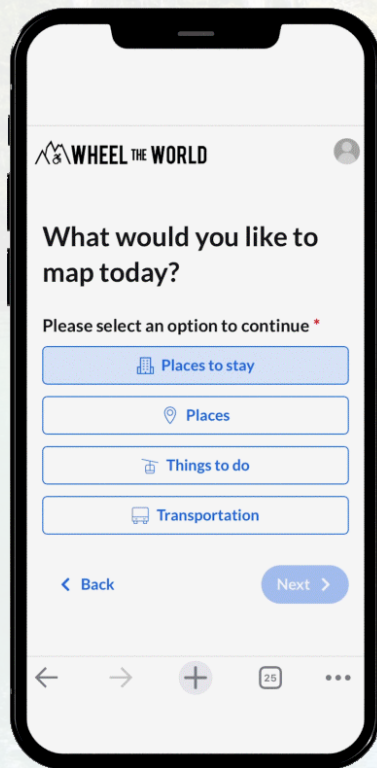 WHEEL THE WORLD
What would you like to
map today?
Please select an option to continue *
Places to stay
Places
Things to do
Transportation
Back
Next
25